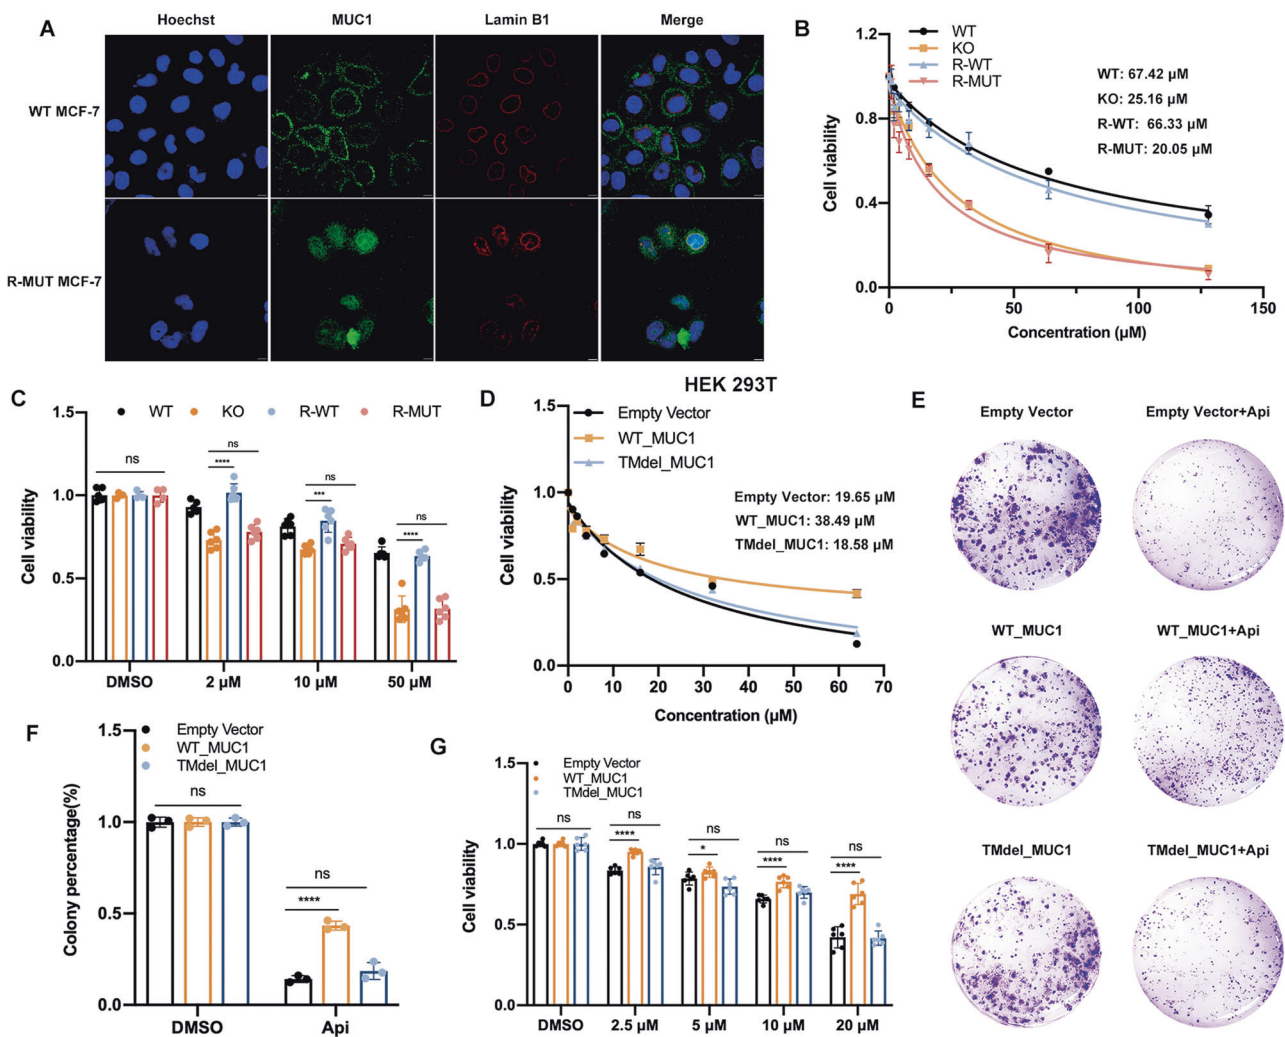 A
Hoechst
MUC1
Lamin B1
Merge
WT MCF-7
R-MUT MCF-7
B
WT
KO
R-WT
R-MUT
WT: 67.42 μM
KO: 25.16 μM
R-WT: 66.33 μM
R-MUT: 20.05 μM
Cell viability
1.2
0.8
0.4
0.0
0
50
100
150
Concentration (μM)
C
WT
KO
R-WT
R-MUT
Cell viability
1.5
1.0
0.5
0.0
ns
ns
****
ns
***
ns
****
DMSO
2 μM
10 μM
50 μM
D
HEK 293T
Empty Vector
WT_MUC1
TMdel_MUC1
Empty Vector: 19.65 μM
WT_MUC1: 38.49 μM
TMdel_MUC1: 18.58 μM
Cell viability
1.5
1.0
0.5
0.0
0 10 20 30 40 50 60 70
Concentration (μM)
E
Empty Vector
Empty Vector+Api
WT_MUC1
WT_MUC1+Api
TMdel_MUC1
TMdel_MUC1+Api
F
Empty Vector
WT_MUC1
TMdel_MUC1
Colony percentage(%)
1.5
1.0
0.5
0.0
ns
ns
****
DMSO
Api
G
Empty Vector
WT_MUC1
TMdel_MUC1
Cell viability
1.5
1.0
0.5
0.0
ns
ns
****
ns
*
ns
****
ns
****
DMSO
2.5 μM
5 μM
10 μM
20 μM